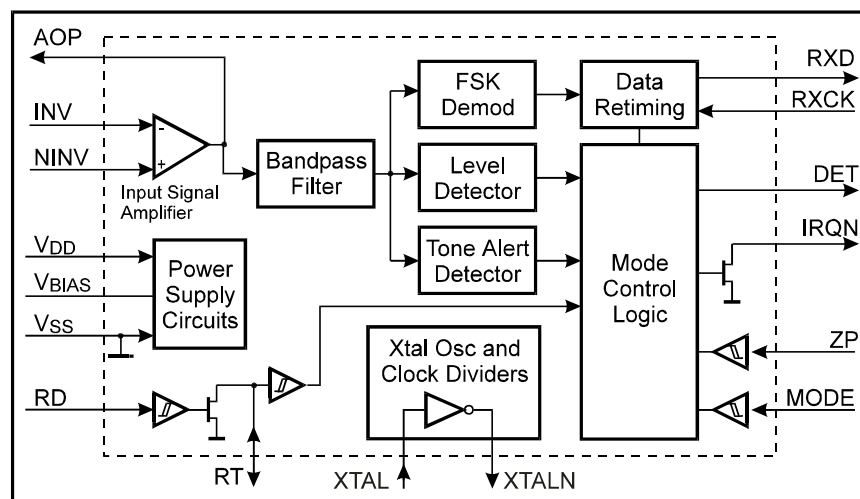 AOP
INV
NINV
-
+
Input Signal
Amplifier
Bandpass
Filter
FSK
Demod
Level
Detector
Tone Alert
Detector
Data
Retiming
RXD
RXCK
DET
IRQN
Mode
Control
Logic
ZP
MODE
VDD
VBIAS
VSS
Power
Supply
Circuits
RD
RT
Xtal Osc and
Clock Dividers
XTAL
XTALN